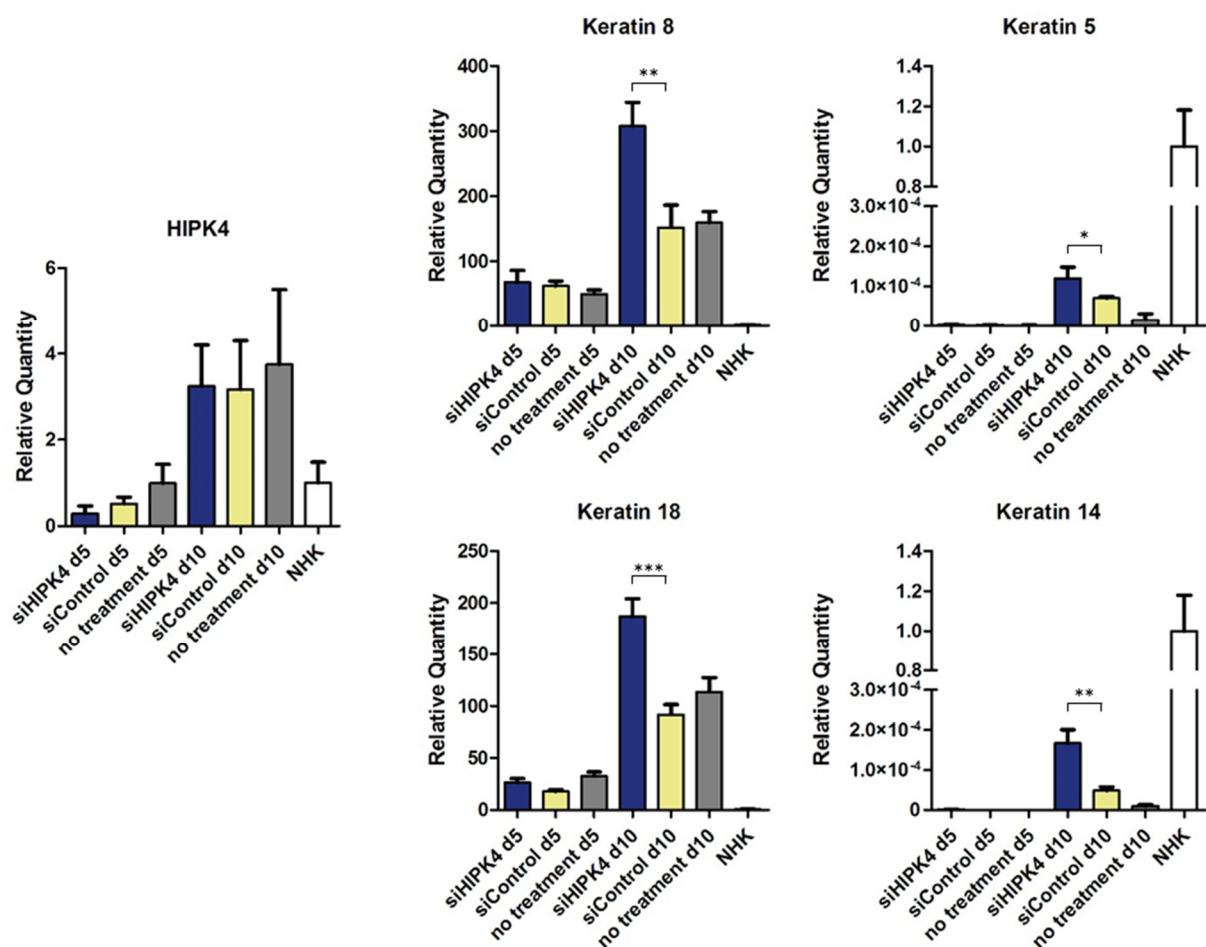 HIPK4
Relative Quantity
6
4
2
0
siHIPK4 d5
siControl d5
no treatment d5
siHIPK4 d10
siControl d10
no treatment d10
NHK
Keratin 8
Relative Quantity
400
300
200
100
0
**
siHIPK4 d5
siControl d5
no treatment d5
siHIPK4 d10
siControl d10
no treatment d10
NHK
Keratin 5
Relative Quantity
1.4
1.2
1.0
0.8
3.0×10⁻⁴
2.0×10⁻⁴
1.0×10⁻⁴
0
*
siHIPK4 d5
siControl d5
no treatment d5
siHIPK4 d10
siControl d10
no treatment d10
NHK
Keratin 18
Relative Quantity
250
200
150
100
50
0
***
siHIPK4 d5
siControl d5
no treatment d5
siHIPK4 d10
siControl d10
no treatment d10
NHK
Keratin 14
Relative Quantity
1.4
1.2
1.0
0.8
3.0×10⁻⁴
2.0×10⁻⁴
1.0×10⁻⁴
0
**
siHIPK4 d5
siControl d5
no treatment d5
siHIPK4 d10
siControl d10
no treatment d10
NHK